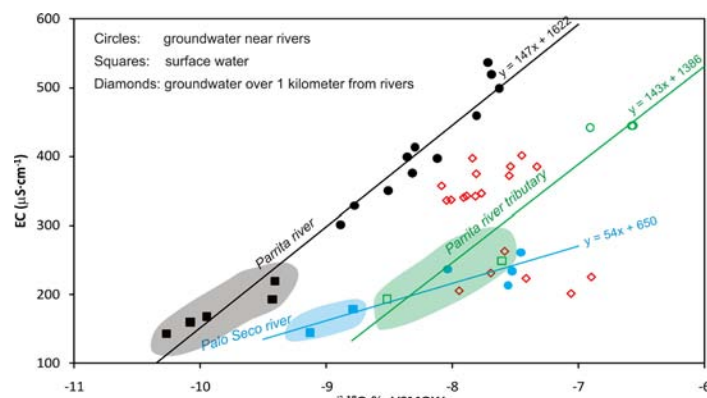 600
500
400
300
200
100
EC (µS·cm⁻¹)
Circles: groundwater near rivers
Squares: surface water
Diamonds: groundwater over 1 kilometer from rivers
y = 147x + 1622
y = 143x + 1386
y = 54x + 650
Parrita river
Parrita river tributary
Palo Seco river
-11
-10
-9
-8
-7
-6